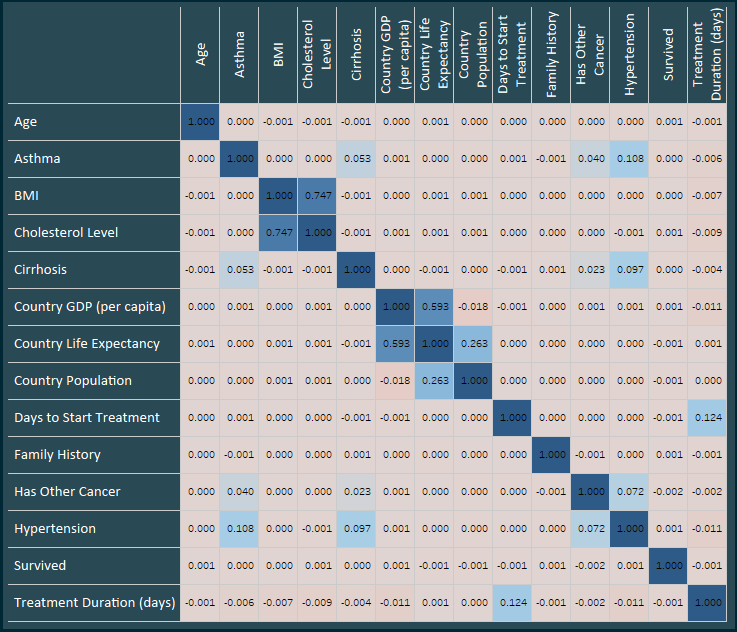 Age
Asthma
BMI
Cholesterol
Level
Cirrhosis
Country GDP
(per capita)
Country Life
Expectancy
Country
Population
Days to Start
Treatment
Family History
Has Other
Cancer
Hypertension
Survived
Treatment
Duration (days)
Age 1.000 0.000 -0.001 -0.001 -0.001 0.000 0.001 0.000 0.000 0.000 0.000 0.000 0.001 -0.001
Asthma 0.000 1.000 0.000 0.000 0.053 0.001 0.000 0.000 0.001 -0.001 0.040 0.108 0.000 -0.006
BMI -0.001 0.000 1.000 0.747 -0.001 0.000 0.001 0.001 0.000 0.000 0.000 0.000 0.000 -0.007
Cholesterol Level -0.001 0.000 0.747 1.000 -0.001 0.001 0.001 0.001 0.000 0.000 0.000 -0.001 0.000 -0.009
Cirrhosis -0.001 0.053 -0.001 -0.001 1.000 0.000 -0.001 0.000 -0.001 0.001 0.023 0.097 0.000 -0.004
Country GDP (per capita) 0.000 0.001 0.000 0.001 0.000 1.000 0.593 -0.018 -0.001 0.000 0.001 0.001 0.001 -0.011
Country Life Expectancy 0.001 0.000 0.001 0.001 -0.001 0.593 1.000 0.263 0.000 0.000 0.000 0.000 -0.001 0.001
Country Population 0.000 0.000 0.001 0.001 0.000 -0.018 0.263 1.000 0.000 0.000 0.000 0.000 -0.001 0.000
Days to Start Treatment 0.000 0.001 0.000 0.000 -0.001 -0.001 0.000 0.000 1.000 0.000 0.000 0.000 -0.001 0.124
Family History 0.000 -0.001 0.000 0.000 0.001 0.000 0.000 0.000 0.000 1.000 -0.001 0.000 0.001 -0.001
Has Other Cancer 0.000 0.040 0.000 0.000 0.023 0.001 0.000 0.000 0.000 -0.001 1.000 0.072 -0.002 -0.002
Hypertension 0.000 0.108 0.000 -0.001 0.097 0.001 0.000 0.000 0.000 0.000 0.072 1.000 0.001 -0.011
Survived 0.001 0.000 0.000 0.000 0.000 0.001 -0.001 -0.001 -0.001 0.001 -0.002 0.001 1.000 -0.001
Treatment Duration (days) -0.001 -0.006 -0.007 -0.009 -0.004 -0.011 0.001 0.000 0.124 -0.001 -0.002 -0.011 -0.001 1.000